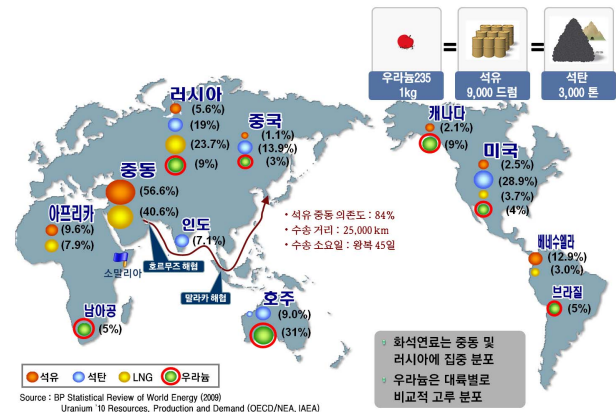 우라늄235
1kg
=
석유
9,000 드럼
=
석탄
3,000 톤
러시아
(5.6%)
(19%)
(23.7%)
(9%)
중국
(1.1%)
(13.9%)
(3%)
캐나다
(2.1%)
(9%)
미국
(2.5%)
(28.9%)
(3.7%)
(4%)
중동
(56.6%)
(40.6%)
아프리카
(9.6%)
(7.9%)
인도
(7.1%)
• 석유 중동 의존도 : 84%
• 수송 거리 : 25,000 km
• 수송 소요일 : 왕복 45일
소말리아
호르무즈 해협
말라카 해협
베네수엘라
(12.9%)
(3.0%)
남아공
(5%)
호주
(9.0%)
(31%)
브라질
(5%)
화석연료는 중동 및
러시아에 집중 분포
우라늄은 대륙별로
비교적 고루 분포
석유 석탄 LNG 우라늄
Source : BP Statistical Review of World Energy (2009)
Uranium `10 Resources, Production and Demand (OECD/NEA, IAEA)